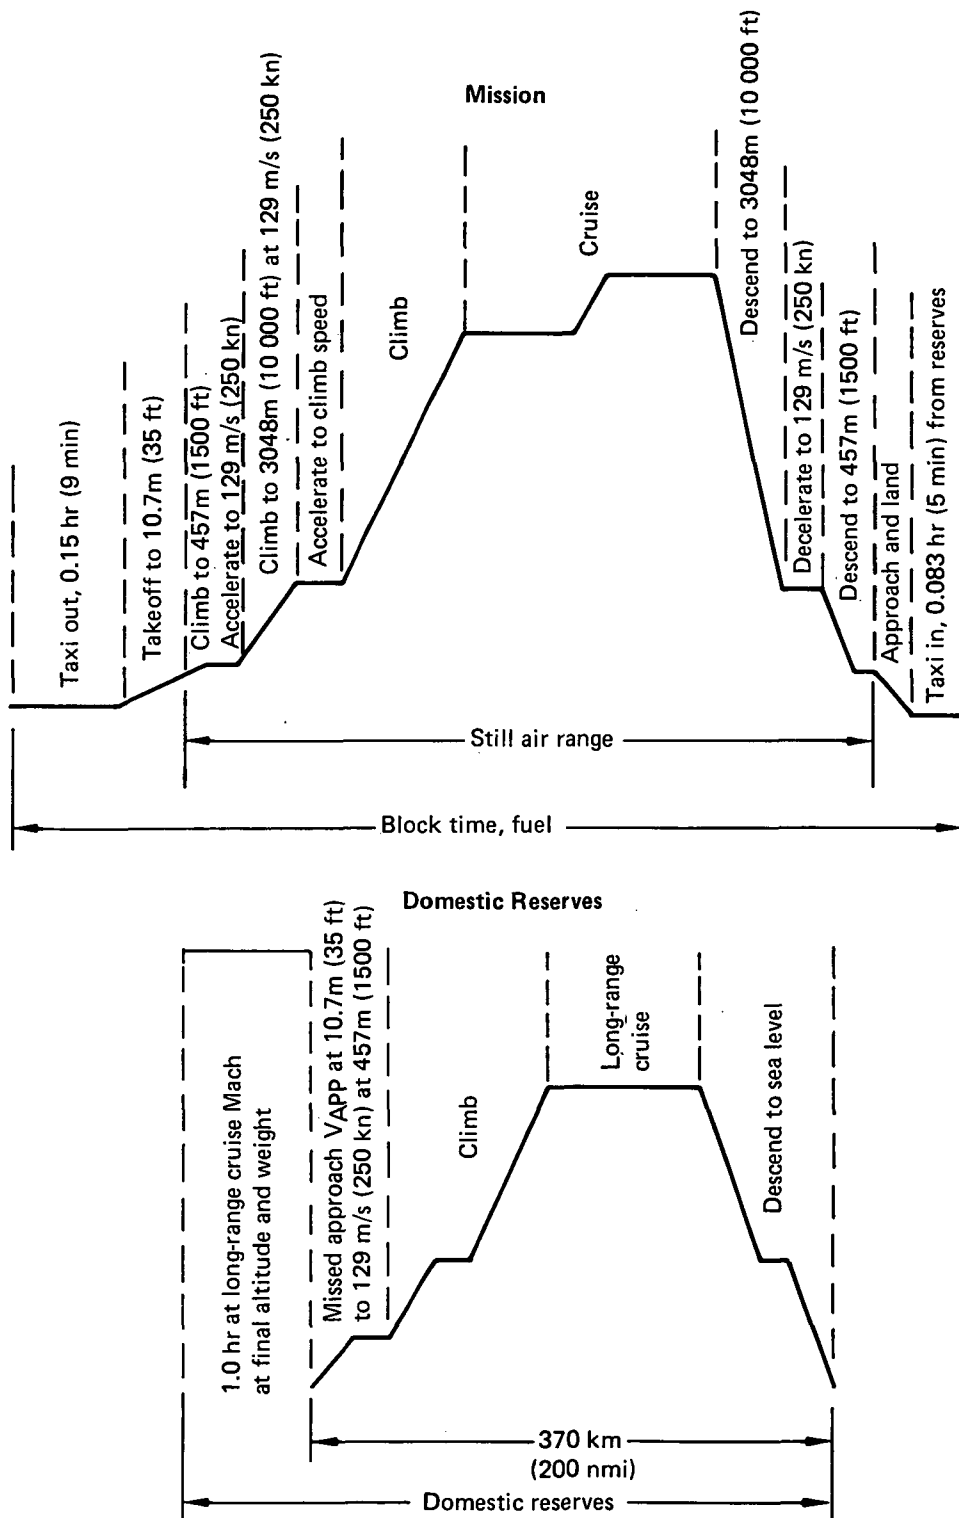 Mission
Taxi out, 0.15 hr (9 min)
Takeoff to 10.7m (35 ft)
Climb to 457m (1500 ft)
Accelerate to 129 m/s (250 kn)
Climb to 3048m (10 000 ft) at 129 m/s (250 kn)
Accelerate to climb speed
Climb
Cruise
Descend to 3048m (10 000 ft)
Decelerate to 129 m/s (250 kn)
Descend to 457m (1500 ft)
Approach and land
Taxi in, 0.083 hr (5 min) from reserves
Still air range
Block time, fuel
Domestic Reserves
1.0 hr at long-range cruise Mach
at final altitude and weight
Missed approach VAPP at 10.7m (35 ft)
to 129 m/s (250 kn) at 457m (1500 ft)
Climb
Long-range
cruise
Descend to sea level
370 km
(200 nmi)
Domestic reserves